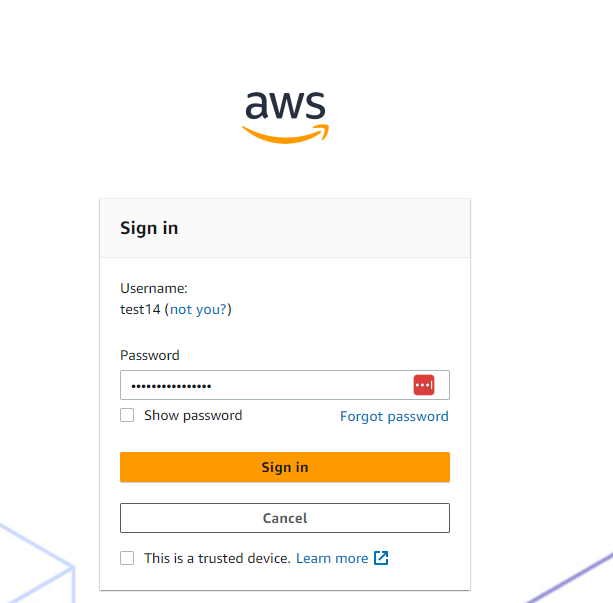 aws
Sign in
Username:
test14 (not you?)
Password
••••••••••••••••
Show password
Forgot password
Sign in
Cancel
This is a trusted device. Learn more